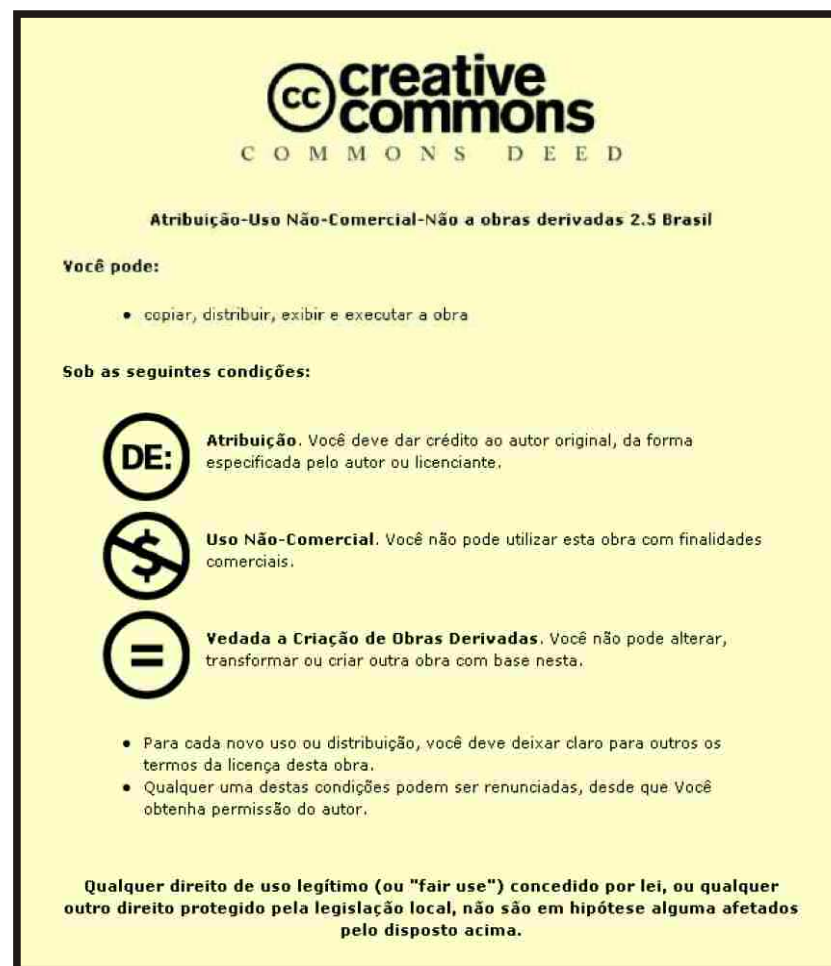 cc creative
commons
COMMONS DEED
Atribuição-Uso Não-Comercial-Não a obras derivadas 2.5 Brasil
Você pode:
• copiar, distribuir, exibir e executar a obra
Sob as seguintes condições:
DE:
Atribuição. Você deve dar crédito ao autor original, da forma
especificada pelo autor ou licenciante.
$
Uso Não-Comercial. Você não pode utilizar esta obra com finalidades
comerciais.
=
Vedada a Criação de Obras Derivadas. Você não pode alterar,
transformar ou criar outra obra com base nesta.
• Para cada novo uso ou distribuição, você deve deixar claro para outros os
termos da licença desta obra.
• Qualquer uma destas condições podem ser renunciadas, desde que Você
obtenha permissão do autor.
Qualquer direito de uso legítimo (ou "fair use") concedido por lei, ou qualquer
outro direito protegido pela legislação local, não são em hipótese alguma afetados
pelo disposto acima.